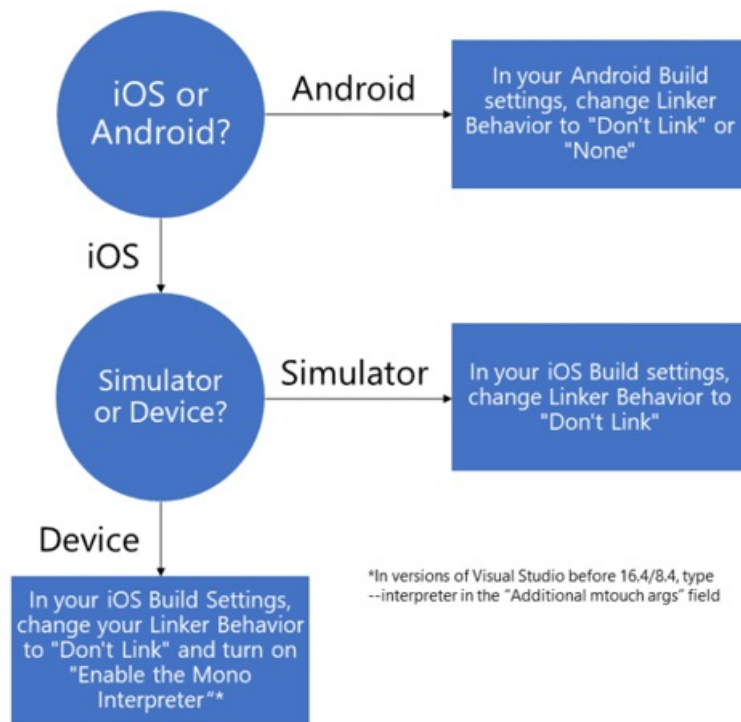 iOS or
Android?
Android
In your Android Build
settings, change Linker
Behavior to "Don't Link" or
"None"
iOS
Simulator
or Device?
Simulator
In your iOS Build settings,
change Linker Behavior to
"Don't Link"
Device
In your iOS Build Settings,
change your Linker Behavior
to "Don't Link" and turn on
"Enable the Mono
Interpreter“*
*In versions of Visual Studio before 16.4/8.4, type
--interpreter in the “Additional mtouch args” field